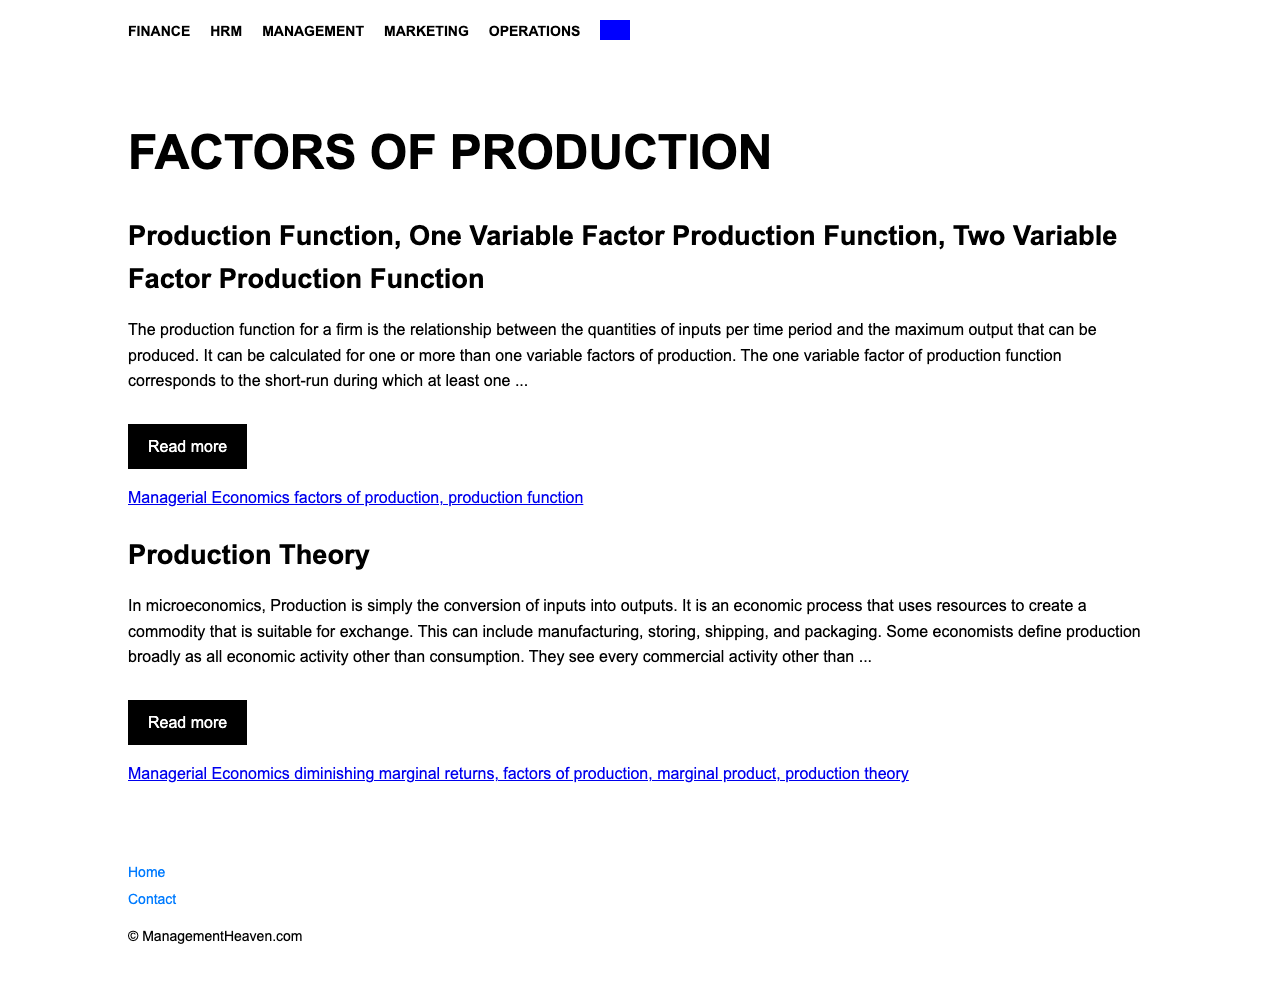 FINANCE HRM MANAGEMENT MARKETING OPERATIONS
FACTORS OF PRODUCTION
Production Function, One Variable Factor Production Function, Two Variable
Factor Production Function
The production function for a firm is the relationship between the quantities of inputs per time period and the maximum output that can be
produced. It can be calculated for one or more than one variable factors of production. The one variable factor of production function
corresponds to the short-run during which at least one ...
Read more
Managerial Economics factors of production, production function
Production Theory
In microeconomics, Production is simply the conversion of inputs into outputs. It is an economic process that uses resources to create a
commodity that is suitable for exchange. This can include manufacturing, storing, shipping, and packaging. Some economists define production
broadly as all economic activity other than consumption. They see every commercial activity other than ...
Read more
Managerial Economics diminishing marginal returns, factors of production, marginal product, production theory
Home
Contact
© ManagementHeaven.com